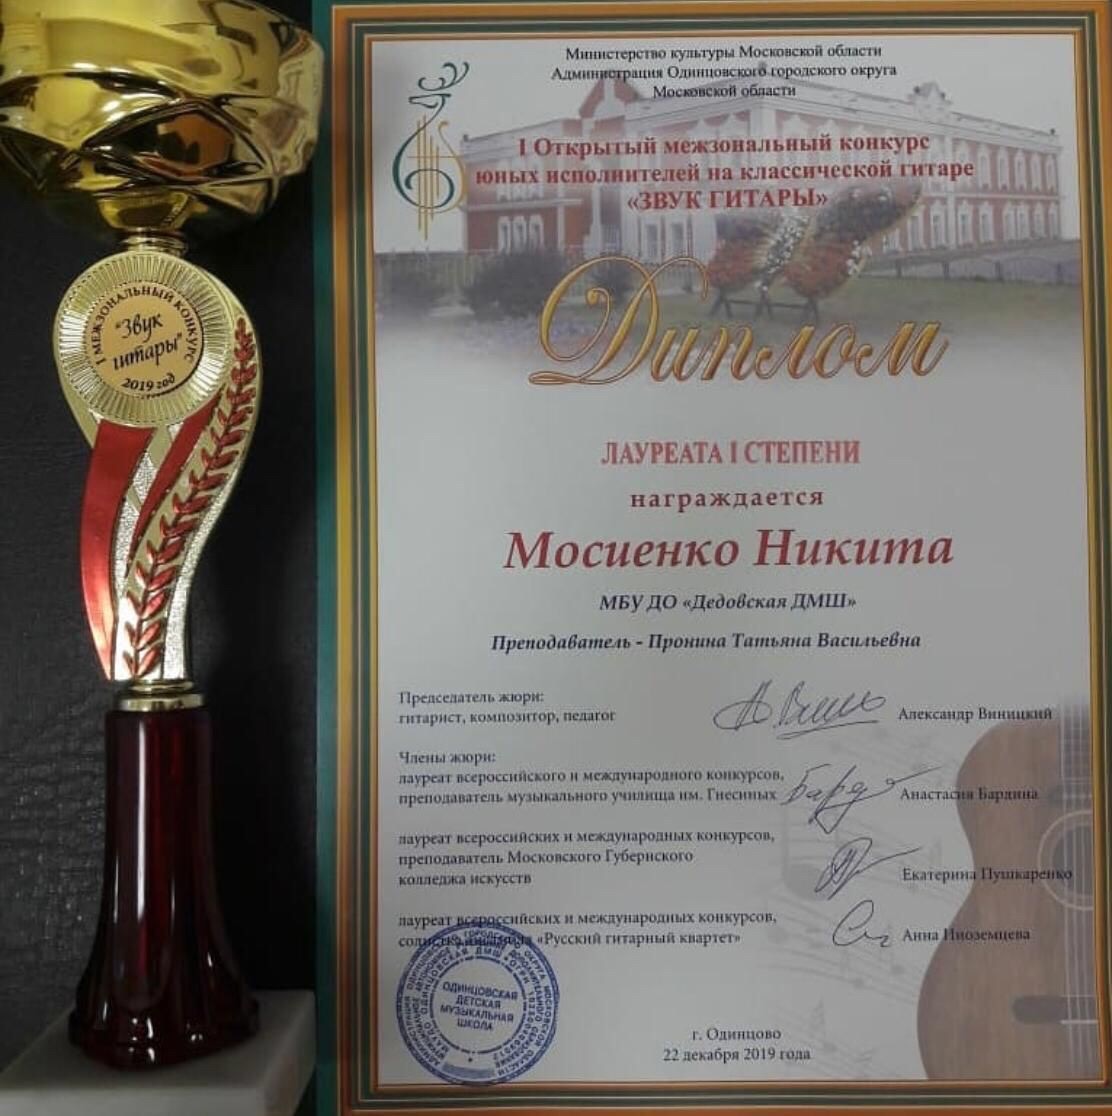 I МЕЖЗОНАЛЬНЫЙ КОНКУРС
"Звук
гитары"
2019 год
Министерство культуры Московской области
Администрация Одинцовского городского округа
Московской области
I Открытый межзональный конкурс
юных исполнителей на классической гитаре
«ЗВУК ГИТАРЫ»
Диплом
ЛАУРЕАТА I СТЕПЕНИ
награждается
Мосиенко Никита
МБУ ДО «Дедовская ДМШ»
Преподаватель - Пронина Татьяна Васильевна
Председатель жюри:
гитарист, композитор, педагог
Александр Виницкий
Члены жюри:
лауреат всероссийского и международного конкурсов,
преподаватель музыкального училища им. Гнесиных
Анастасия Бардина
лауреат всероссийских и международных конкурсов,
преподаватель Московского Губернского
колледжа искусств
Екатерина Пушкаренко
лауреат всероссийских и международных конкурсов,
солистка ансамбля «Русский гитарный квартет»
Анна Иноземцева
ОДИНЦОВСКАЯ
ДЕТСКАЯ
МУЗЫКАЛЬНАЯ
ШКОЛА
г. Одинцово
22 декабря 2019 года